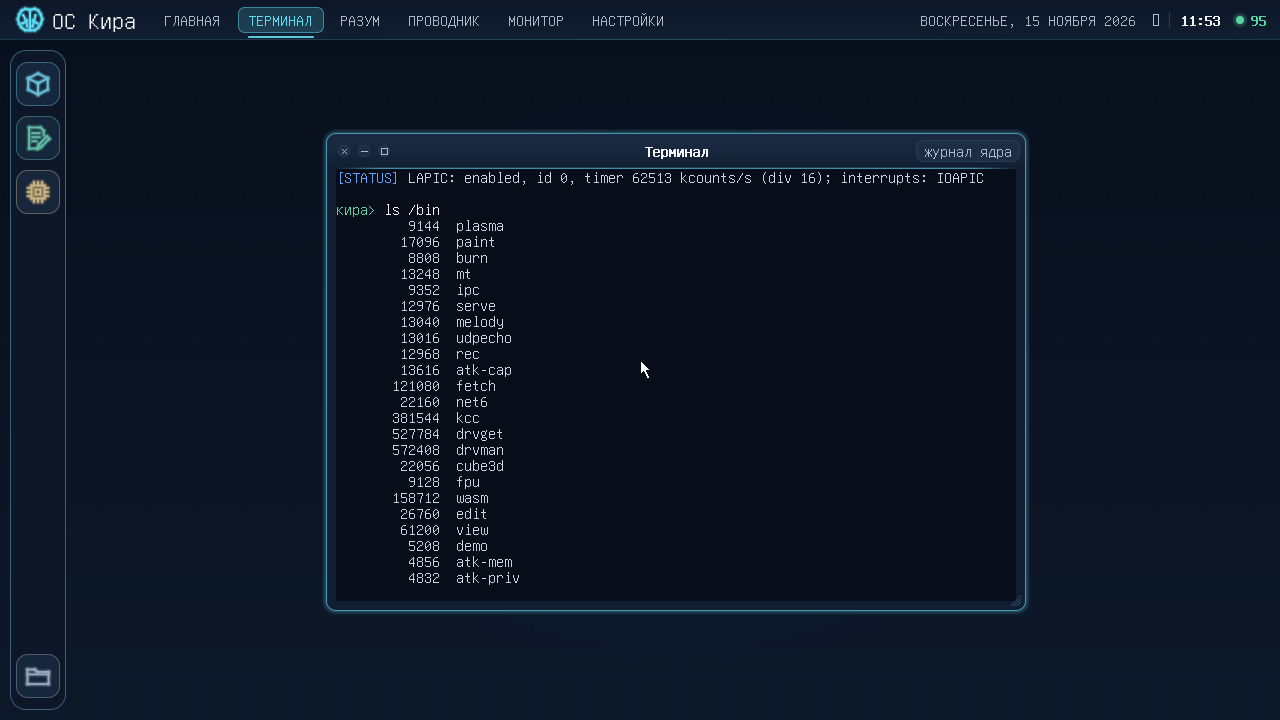 ОС Кира ГЛАВНАЯ ТЕРМИНАЛ РАЗУМ ПРОВОДНИК МОНИТОР НАСТРОЙКИ ВОСКРЕСЕНЬЕ, 15 НОЯБРЯ 2026 11:53 95
Терминал журнал ядра
[STATUS] LAPIC: enabled, id 0, timer 62513 kcounts/s (div 16); interrupts: IOAPIC
кира> ls /bin
9144 plasma
17096 paint
8808 burn
13248 mt
9352 ipc
12976 serve
13040 melody
13016 udpecho
12968 rec
13616 atk-cap
121080 fetch
22160 net6
381544 kcc
527784 drvget
572408 drvman
22056 cube3d
9128 fpu
158712 wasm
26760 edit
61200 view
5208 demo
4856 atk-mem
4832 atk-priv